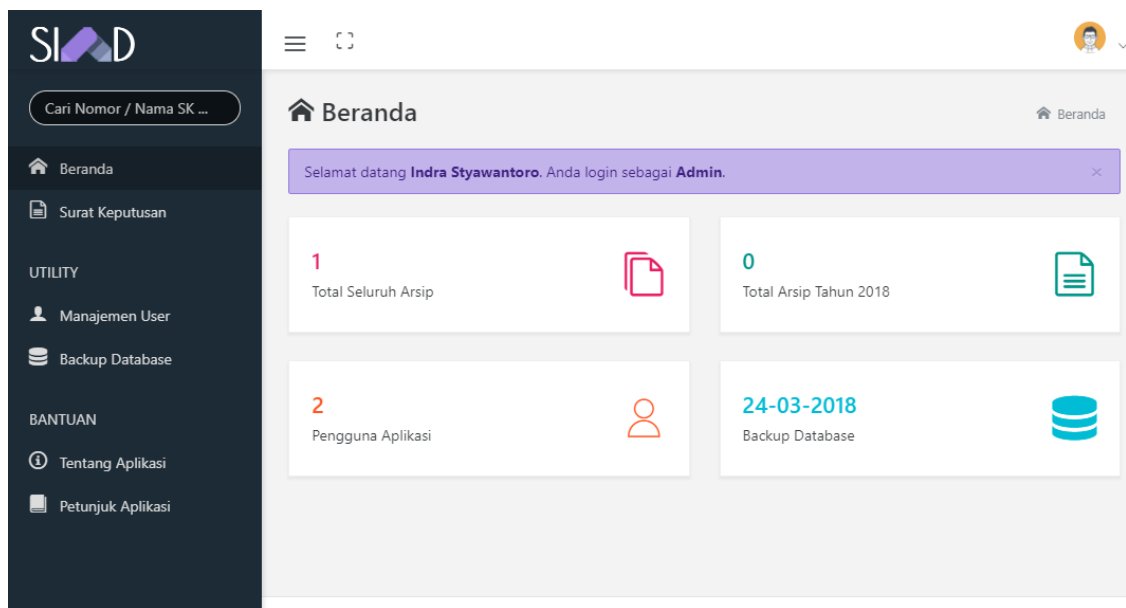 SIAD
Cari Nomor / Nama SK ...
Beranda
Surat Keputusan
UTILITY
Manajemen User
Backup Database
BANTUAN
Tentang Aplikasi
Petunjuk Aplikasi
Beranda
Beranda
Selamat datang Indra Styawantoro. Anda login sebagai Admin.
1
Total Seluruh Arsip
0
Total Arsip Tahun 2018
2
Pengguna Aplikasi
24-03-2018
Backup Database